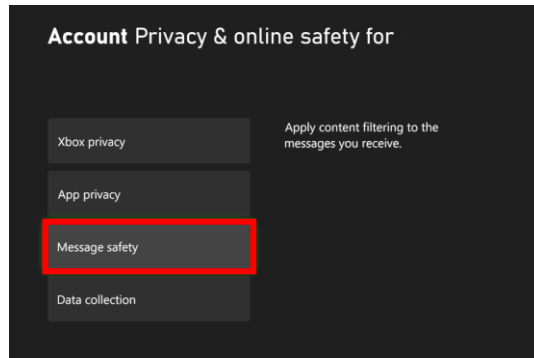 Account Privacy & online safety for
Xbox privacy
App privacy
Message safety
Data collection
Apply content filtering to the
messages you receive.